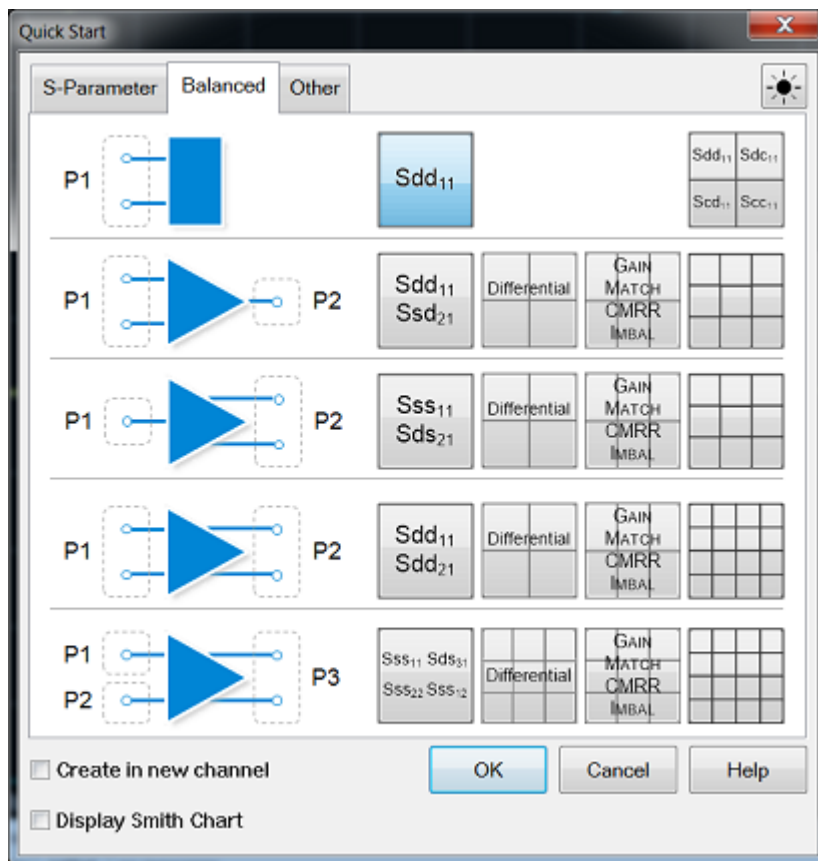 Quick Start
S-Parameter Balanced Other
P1
Sdd11
Sdd11 Sdc11
Scd11 Scc11
P1
P2
Sdd11
Ssd21
Differential
GAIN
MATCH
CMRR
IMBAL
P1
P2
Sss11
Sds21
Differential
GAIN
MATCH
CMRR
IMBAL
P1
P2
Sdd11
Sdd21
Differential
GAIN
MATCH
CMRR
IMBAL
P1
P2
P3
Sss11 Sds31
Sss22 Sss12
Differential
GAIN
MATCH
CMRR
IMBAL
Create in new channel
OK Cancel Help
Display Smith Chart